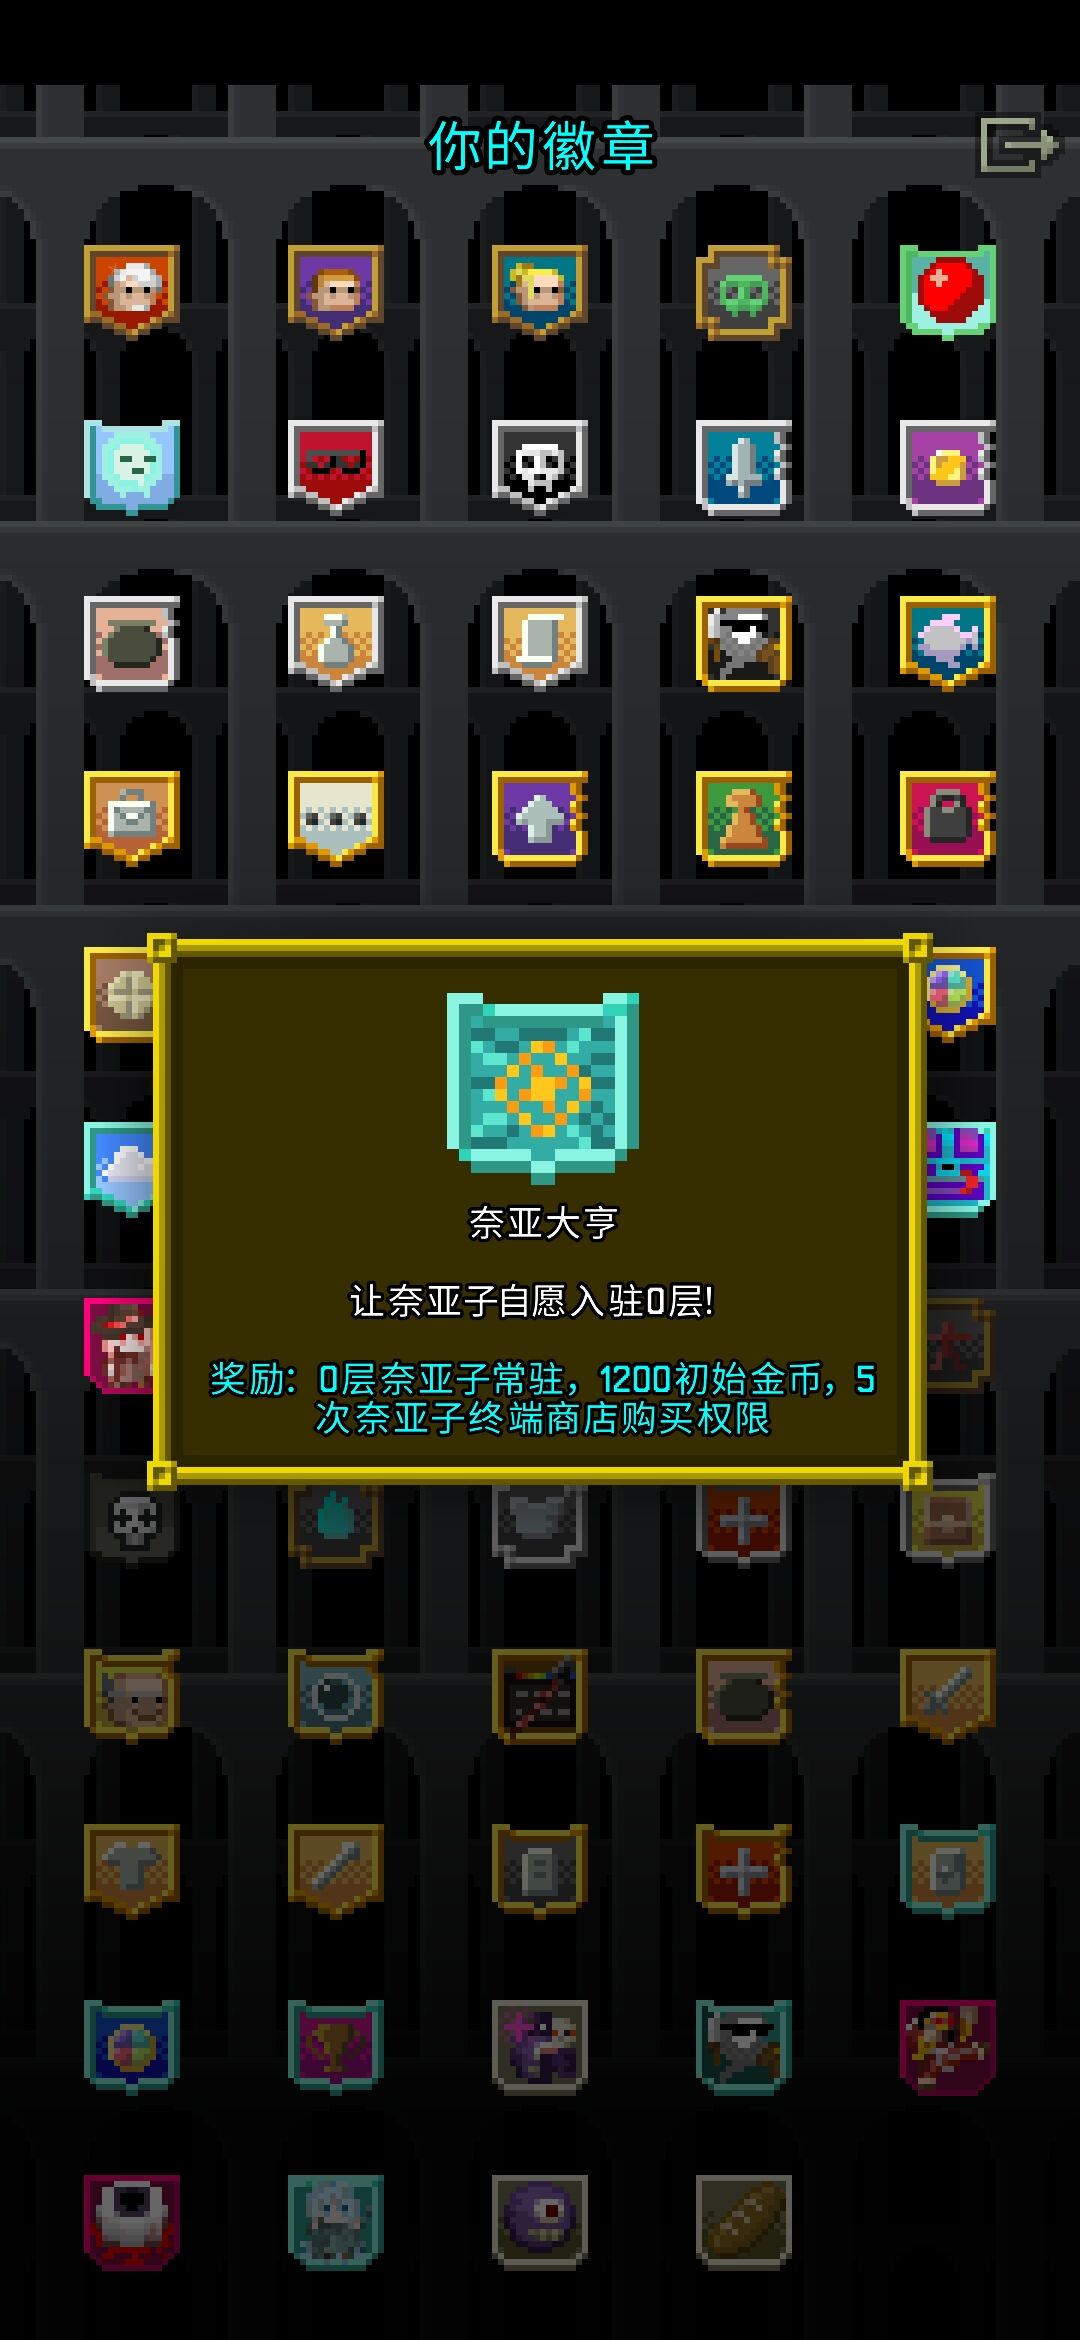 你的徽章
奈亚大亨
让奈亚子自愿入驻0层!
奖励：0层奈亚子常驻，1200初始金币，5
次奈亚子终端商店购买权限